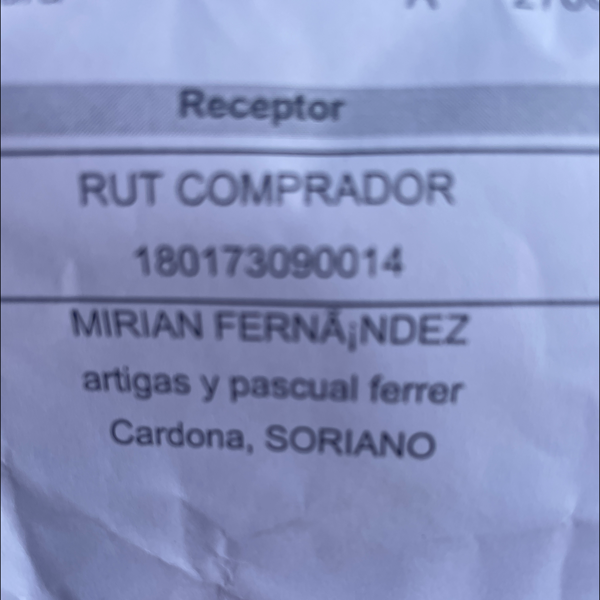 Receptor
RUT COMPRADOR
180173090014
MIRIAN FERNÃ¡NDEZ
artigas y pascual ferrer
Cardona, SORIANO